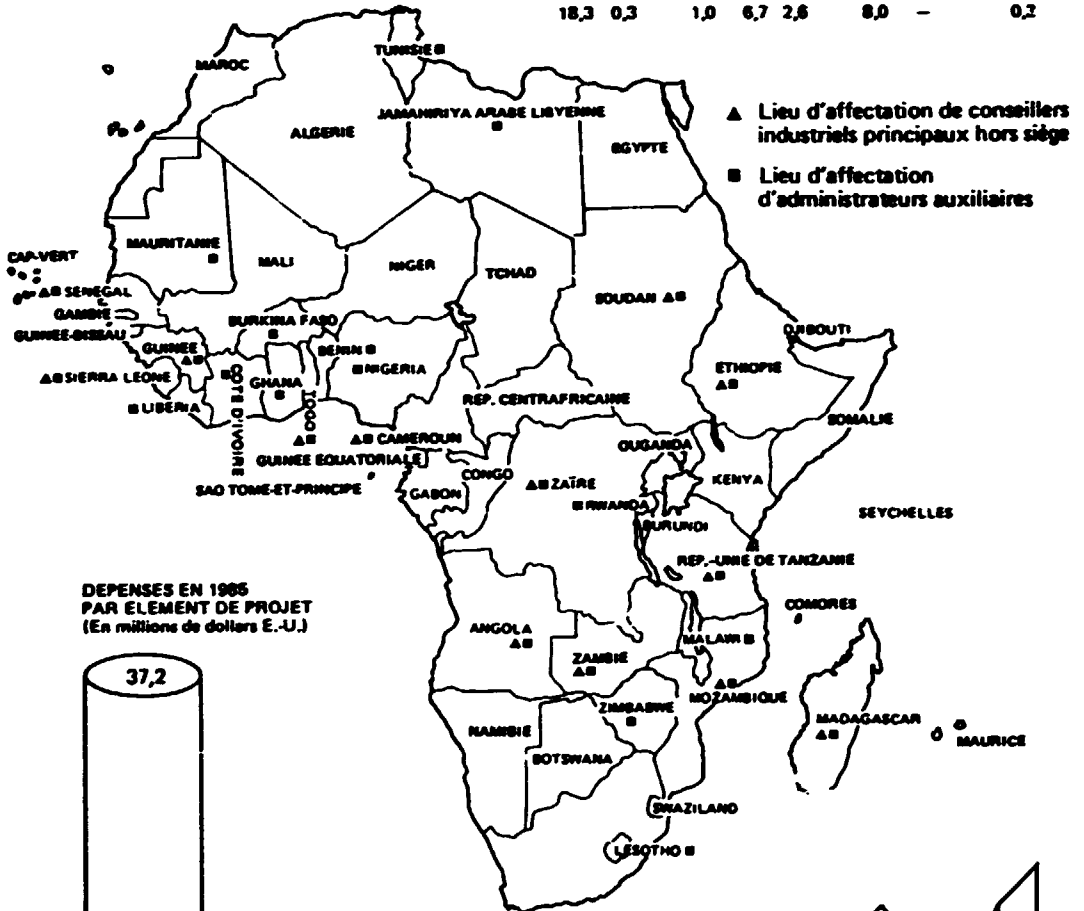 18,3 0,3 1,0 6,7 2,6 8,0 — 0,2
TUNISIE
MAROC
JAMAHIRIYA ARABE LIBYENNE
ALGERIE
EGYPTE
▲ Lieu d'affectation de conseillers
industriels principaux hors siège
■ Lieu d'affectation
d'administrateurs auxiliaires
MAURITANIE
CAP-VERT
MALI
NIGER
TCHAD
SENEGAL
SOUDAN
GAMBIE
BURKINA FASO
GUINEE-BISSAU
DJIBOUTI
GUINEE
BENIN
NIGERIA
ETHIOPIE
SIERRA LEONE
COTE D'IVOIRE
GHANA
TOGO
REP. CENTRAFRICAINE
LIBERIA
SOMALIE
CAMEROUN
OUGANDA
GUINEE EQUATORIALE
CONGO
KENYA
SAO TOME-ET-PRINCIPE
GABON
ZAÏRE
RWANDA
SEYCHELLES
BURUNDI
REP.-UNIE DE TANZANIE
DEPENSES EN 1985
PAR ELEMENT DE PROJET
(En millions de dollars E.-U.)
COMORES
ANGOLA
MALAWI
ZAMBIE
37,2
MOZAMBIQUE
ZIMBABWE
MADAGASCAR
NAMIBIE
MAURICE
BOTSWANA
SWAZILAND
LESOTHO